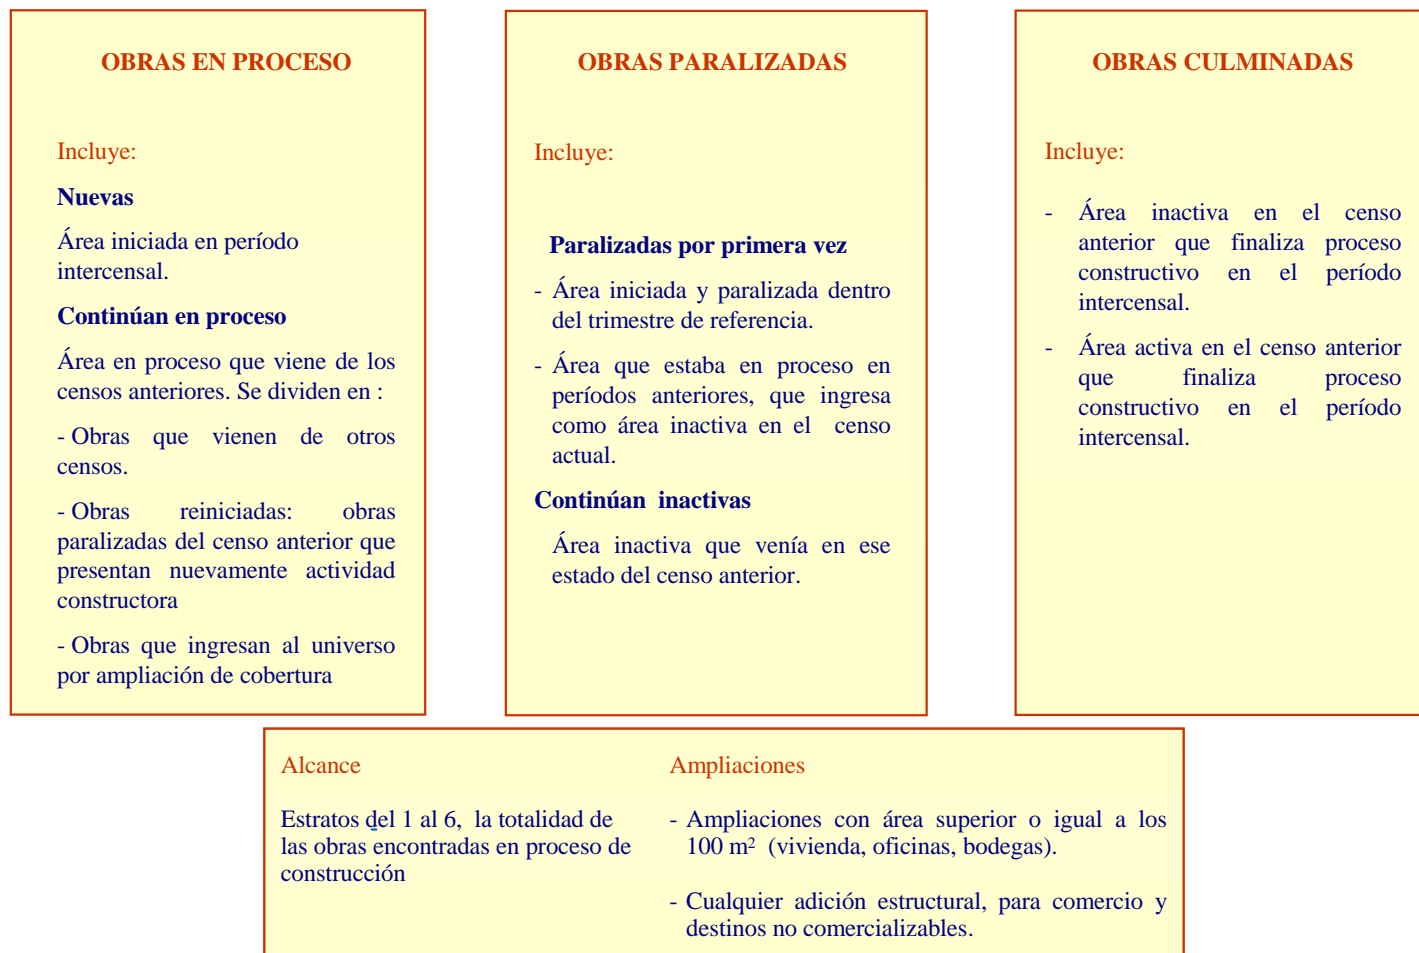 OBRAS EN PROCESO
Incluye:
Nuevas
Área iniciada en período
intercensal.
Continúan en proceso
Área en proceso que viene de los
censos anteriores. Se dividen en :
- Obras que vienen de otros
censos.
- Obras reiniciadas: obras
paralizadas del censo anterior que
presentan nuevamente actividad
constructora
- Obras que ingresan al universo
por ampliación de cobertura
OBRAS PARALIZADAS
Incluye:
Paralizadas por primera vez
- Área iniciada y paralizada dentro
del trimestre de referencia.
- Área que estaba en proceso en
períodos anteriores, que ingresa
como área inactiva en el censo
actual.
Continúan inactivas
Área inactiva que venía en ese
estado del censo anterior.
OBRAS CULMINADAS
Incluye:
- Área inactiva en el censo
anterior que finaliza proceso
constructivo en el período
intercensal.
- Área activa en el censo anterior
que finaliza proceso
constructivo en el período
intercensal.
Alcance
Estratos del 1 al 6, la totalidad de
las obras encontradas en proceso de
construcción
Ampliaciones
- Ampliaciones con área superior o igual a los
100 m² (vivienda, oficinas, bodegas).
- Cualquier adición estructural, para comercio y
destinos no comercializables.